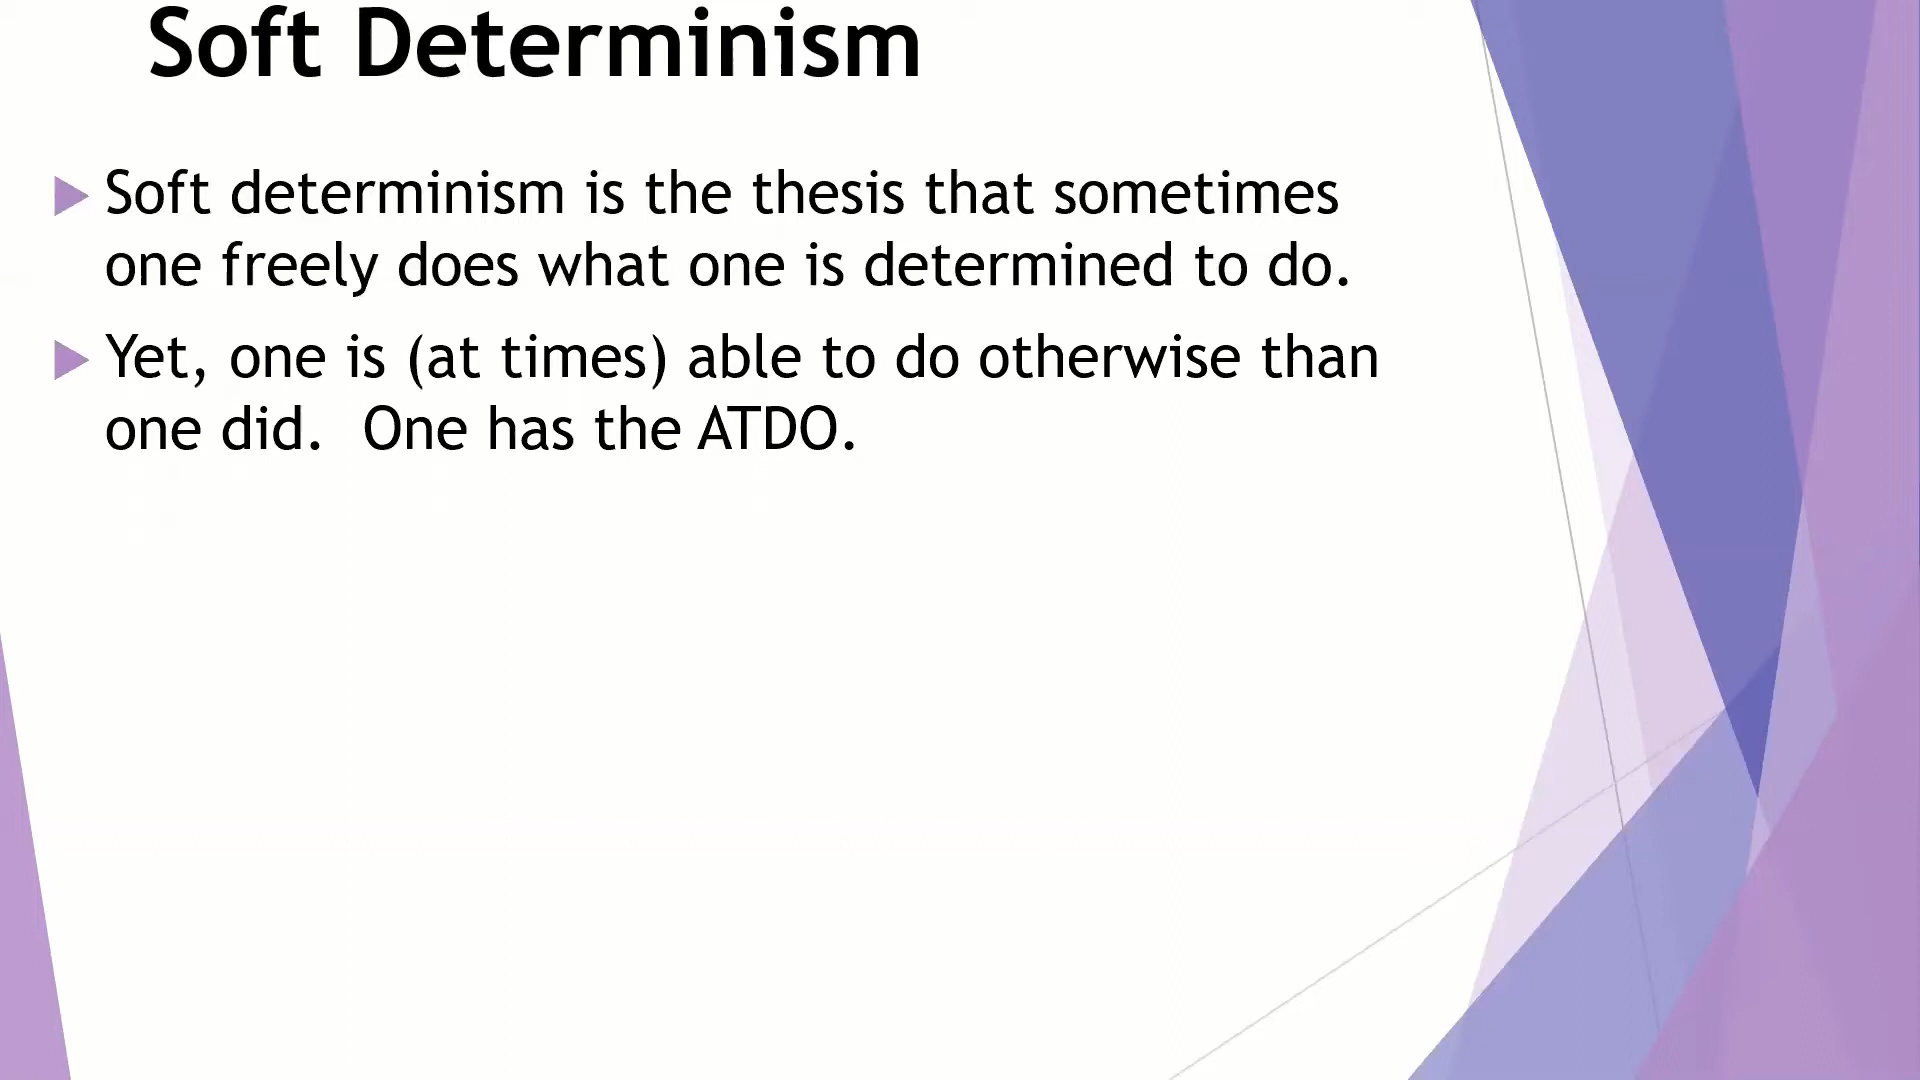 Soft Determinism
Soft determinism is the thesis that sometimes
one freely does what one is determined to do.
Yet, one is (at times) able to do otherwise than
one did.  One has the ATDO.